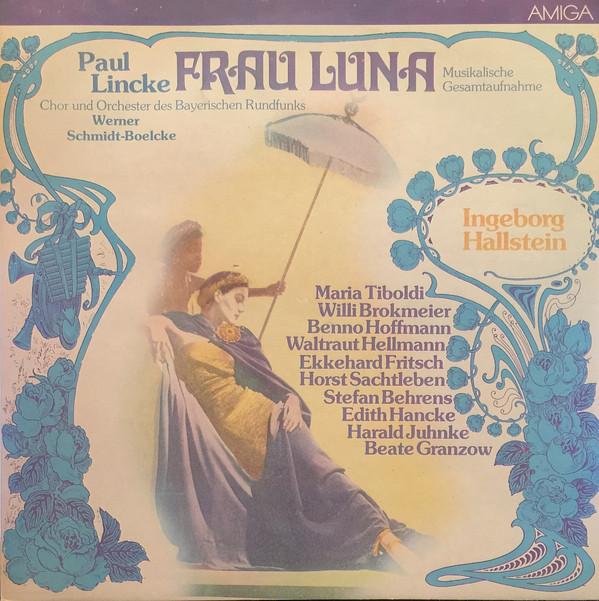 AMIGA
Paul
Lincke
FRAU LUNA
Musikalische
Gesamtaufnahme
Chor und Orchester des Bayerischen Rundfunks
Werner
Schmidt-Boelcke
Ingeborg
Hallstein
Maria Tiboldi
Willi Brokmeier
Benno Hoffmann
Waltraut Hellmann
Ekkehard Fritsch
Horst Sachtleben
Stefan Behrens
Edith Hancke
Harald Juhnke
Beate Granzow